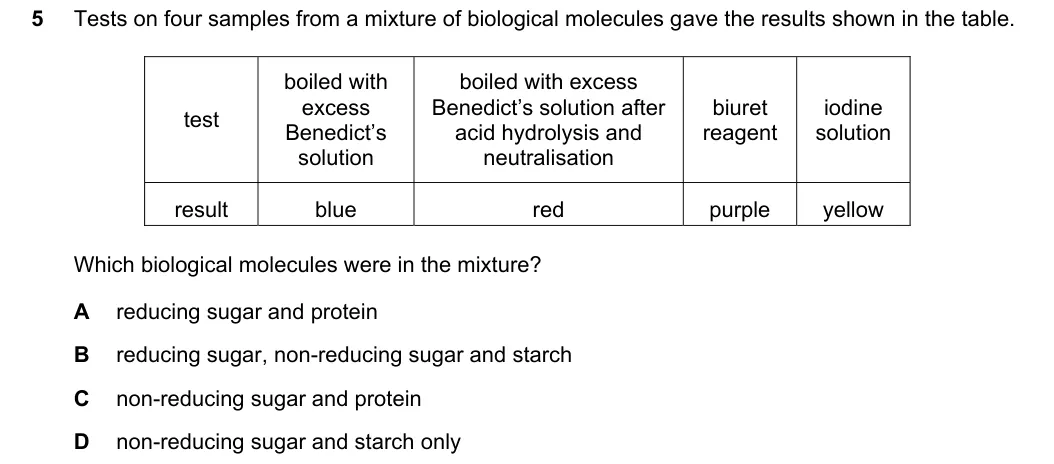 5 Tests on four samples from a mixture of biological molecules gave the results shown in the table.
test
boiled with
excess
Benedict's
solution
boiled with excess
Benedict's solution after
acid hydrolysis and
neutralisation
biuret
reagent
iodine
solution
result blue red purple yellow
Which biological molecules were in the mixture?
A reducing sugar and protein
B reducing sugar, non-reducing sugar and starch
C non-reducing sugar and protein
D non-reducing sugar and starch only